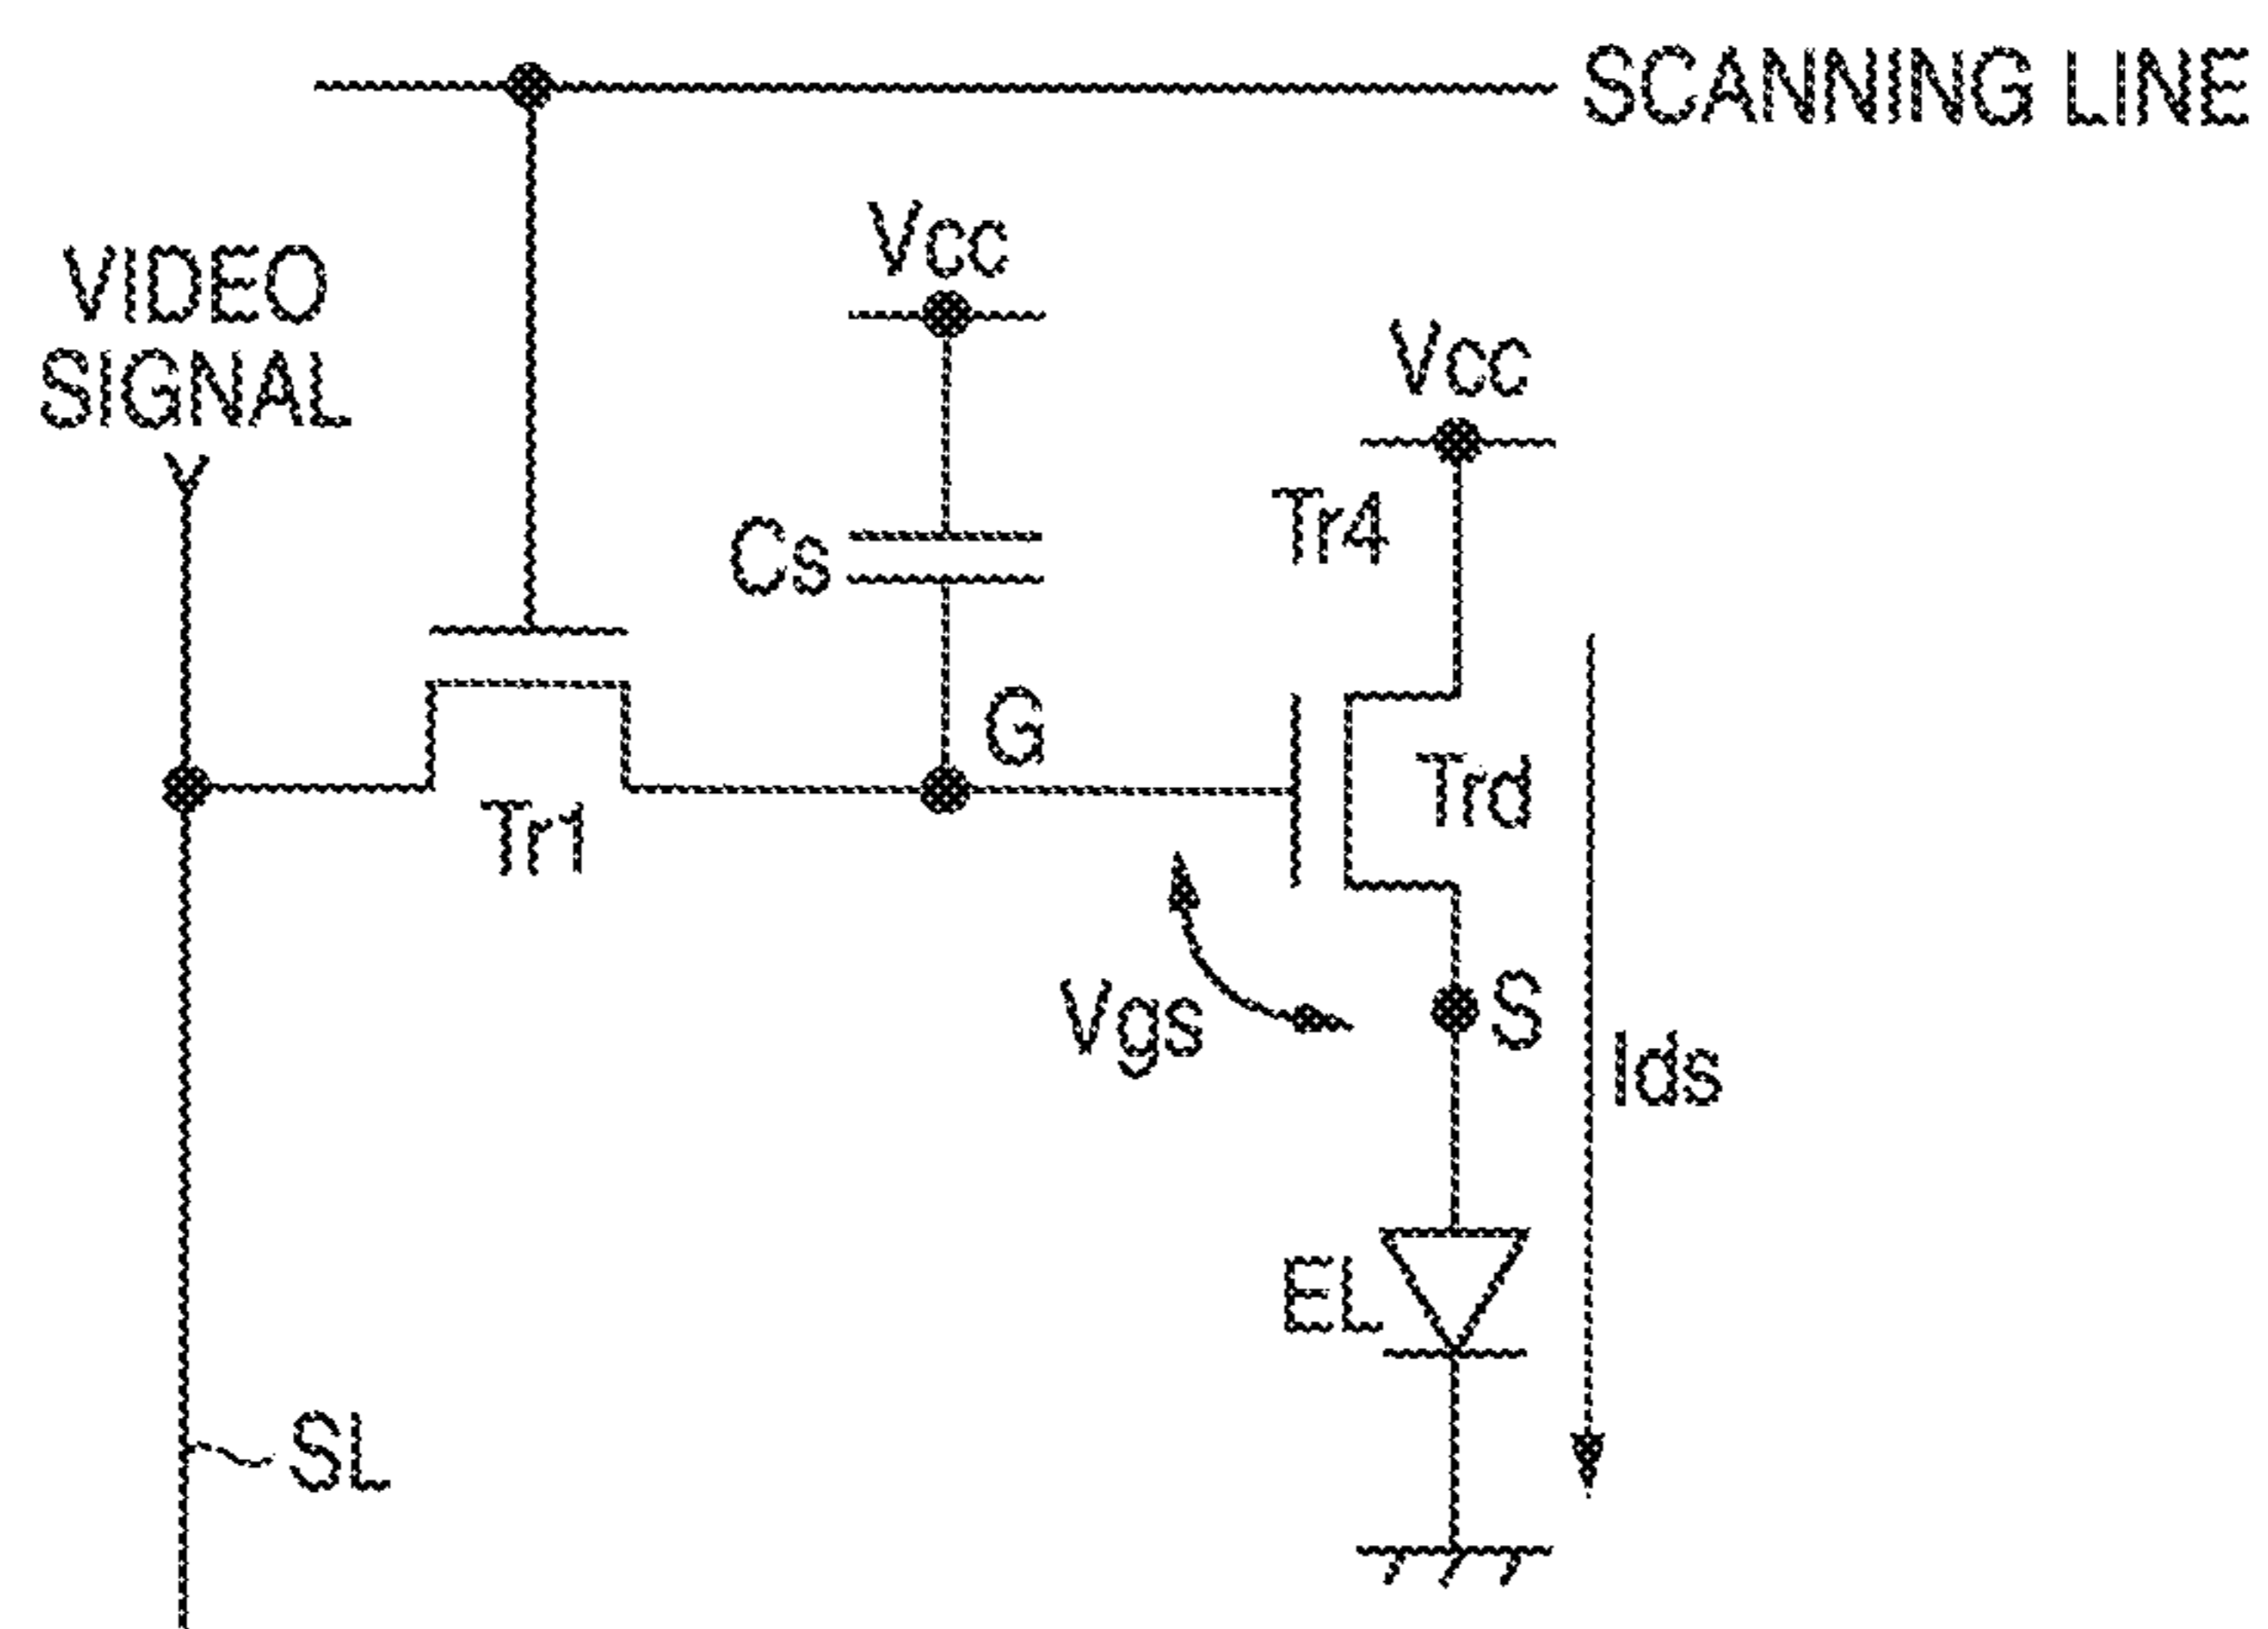 SCANNING LINE
Vcc
VIDEO
SIGNAL
Vcc
Tr4
Cs
G
Trd
Tr1
Vgs
S
Ids
EL
SL